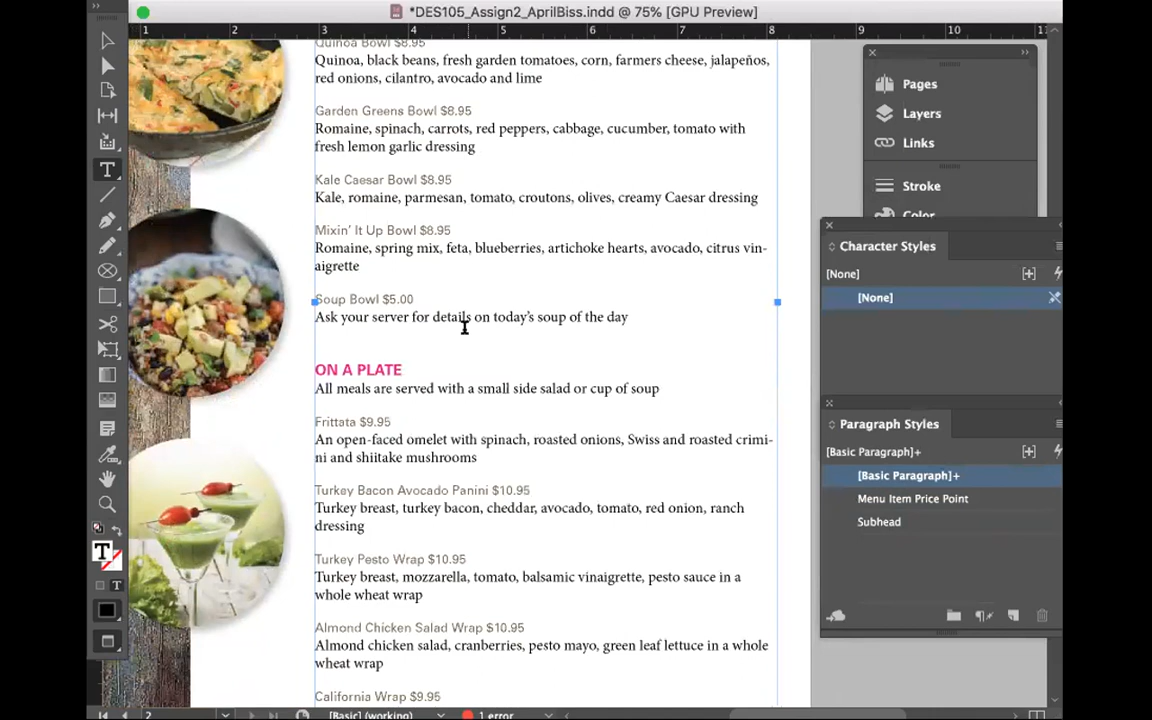 *DES105_Assign2_AprilBiss.indd @ 75% [GPU Preview]
1 2 3 4 5 6 7 8 9 10 11
Quinoa Bowl $8.95
Quinoa, black beans, fresh garden tomatoes, corn, farmers cheese, jalapeños,
red onions, cilantro, avocado and lime
Garden Greens Bowl $8.95
Romaine, spinach, carrots, red peppers, cabbage, cucumber, tomato with
fresh lemon garlic dressing
Kale Caesar Bowl $8.95
Kale, romaine, parmesan, tomato, croutons, olives, creamy Caesar dressing
Mixin’ It Up Bowl $8.95
Romaine, spring mix, feta, blueberries, artichoke hearts, avocado, citrus vin-
aigrette
Soup Bowl $5.00
Ask your server for details on today’s soup of the day
ON A PLATE
All meals are served with a small side salad or cup of soup
Frittata $9.95
An open-faced omelet with spinach, roasted onions, Swiss and roasted crimi-
ni and shiitake mushrooms
Turkey Bacon Avocado Panini $10.95
Turkey breast, turkey bacon, cheddar, avocado, tomato, red onion, ranch
dressing
Turkey Pesto Wrap $10.95
Turkey breast, mozzarella, tomato, balsamic vinaigrette, pesto sauce in a
whole wheat wrap
Almond Chicken Salad Wrap $10.95
Almond chicken salad, cranberries, pesto mayo, green leaf lettuce in a whole
wheat wrap
California Wrap $9.95
Pages
Layers
Links
Stroke
Color
Character Styles
[None]
[None]
Paragraph Styles
[Basic Paragraph]+
[Basic Paragraph]+
Menu Item Price Point
Subhead
2
[Basic] (working)
1 error